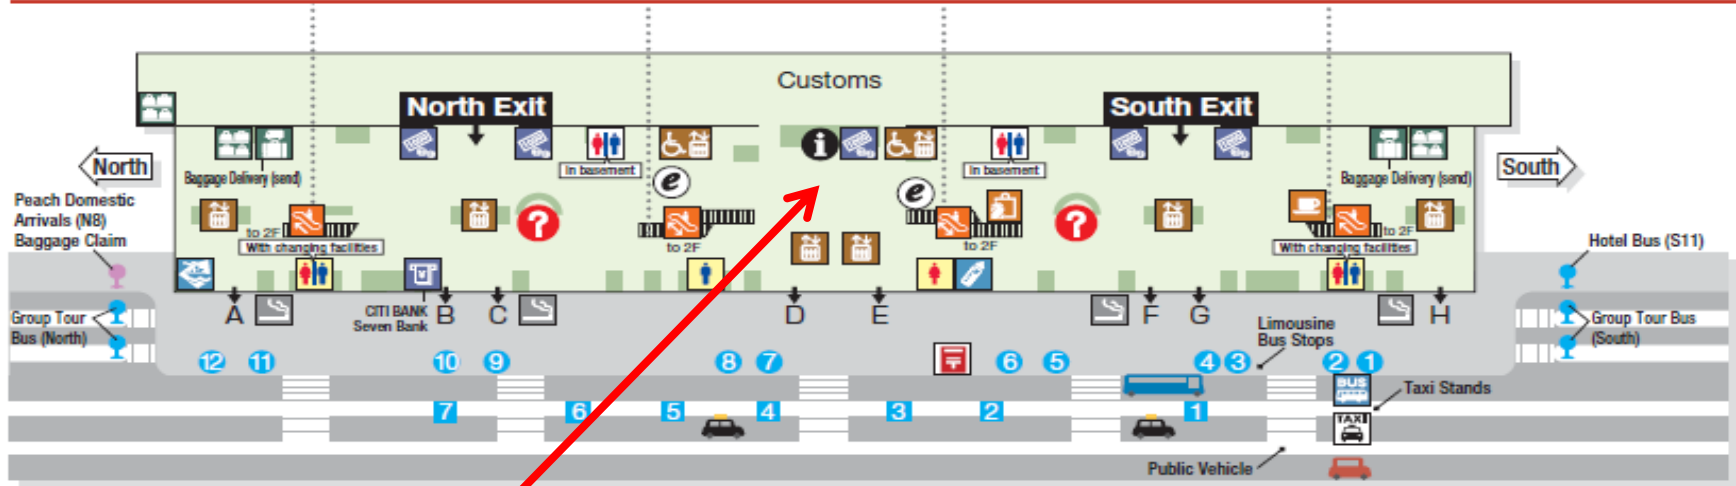 Customs
North Exit
South Exit
North
South
In basement
In basement
Baggage Delivery (send)
Baggage Delivery (send)
Peach Domestic
Arrivals (N8)
Baggage Claim
e
e
i
?
?
to 2F
to 2F
to 2F
to 2F
With changing facilities
With changing facilities
Hotel Bus (S11)
A
CITI BANK
Seven Bank
B
C
D
E
F
G
H
Group Tour
Bus (North)
Limousine
Bus Stops
Group Tour Bus
(South)
12 11 10 9 8 7 〒 6 5 4 3 2 1
BUS
Taxi Stands
7 6 5 4 3 2 1
TAXI
Public Vehicle